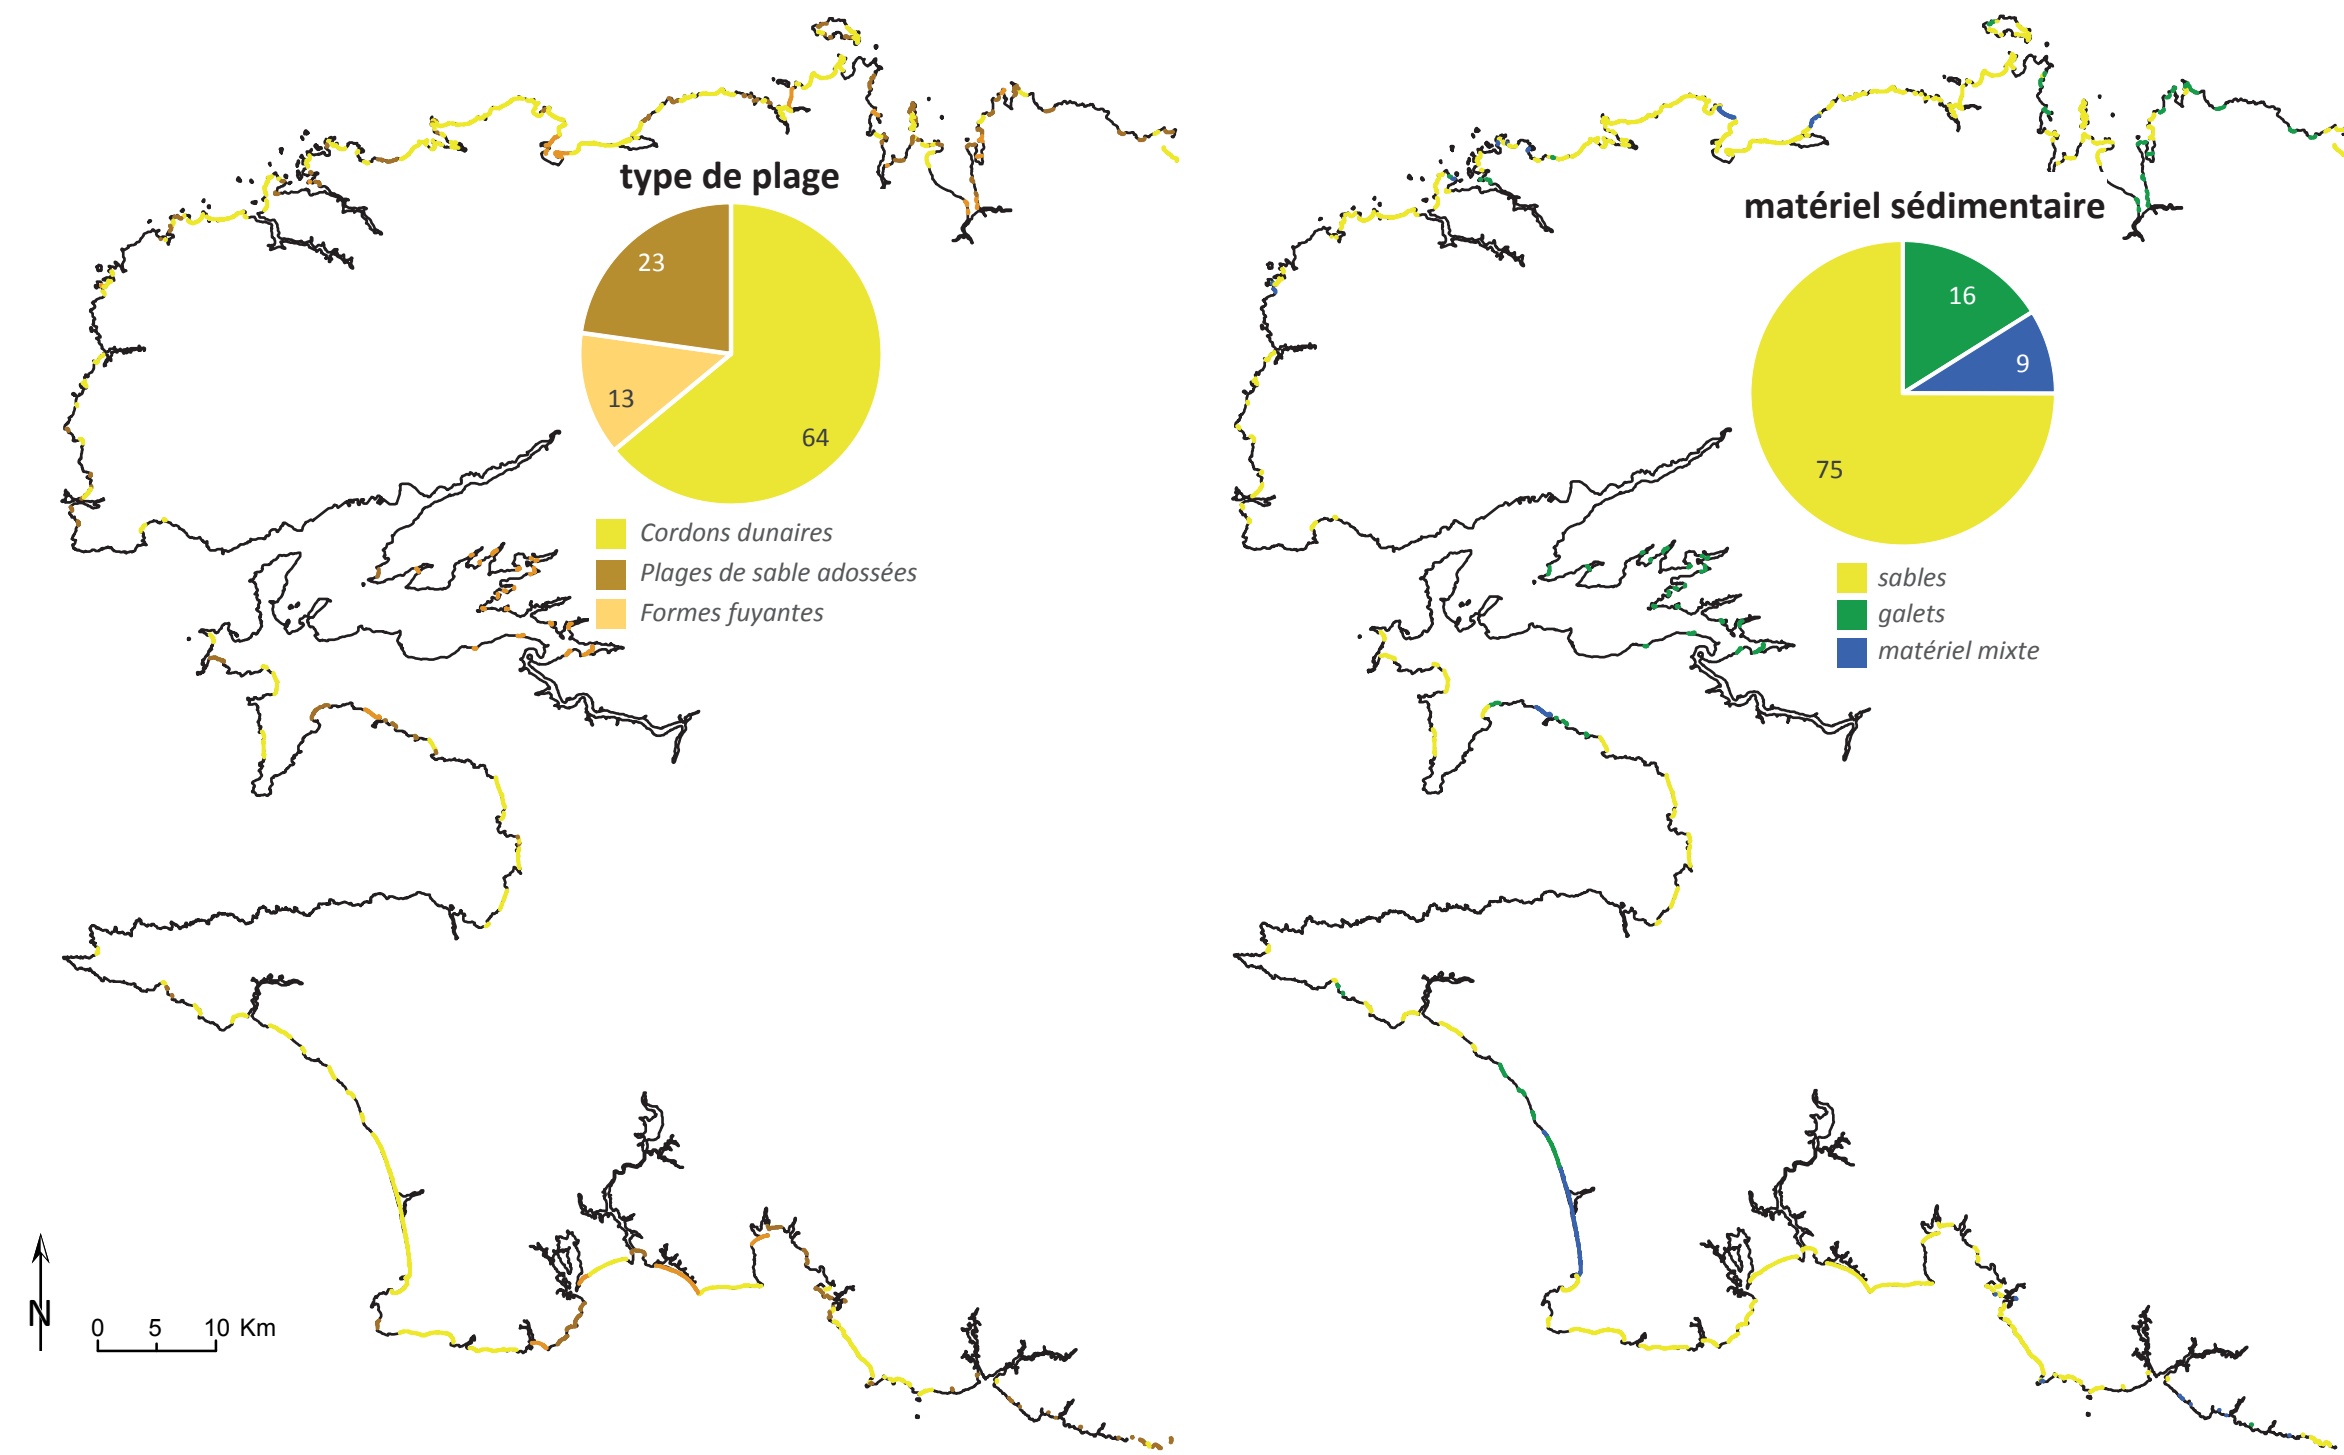 type de plage
23
13
64
Cordons dunaires
Plages de sable adossées
Formes fuyantes
matériel sédimentaire
16
9
75
sables
galets
matériel mixte
N
0 5 10 Km